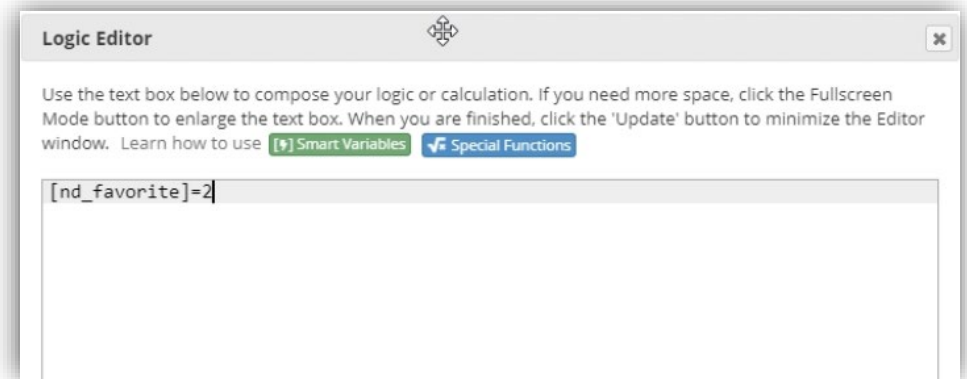 Logic Editor
Use the text box below to compose your logic or calculation. If you need more space, click the Fullscreen
Mode button to enlarge the text box. When you are finished, click the 'Update' button to minimize the Editor
window. Learn how to use [⚡] Smart Variables √x Special Functions
[nd_favorite]=2